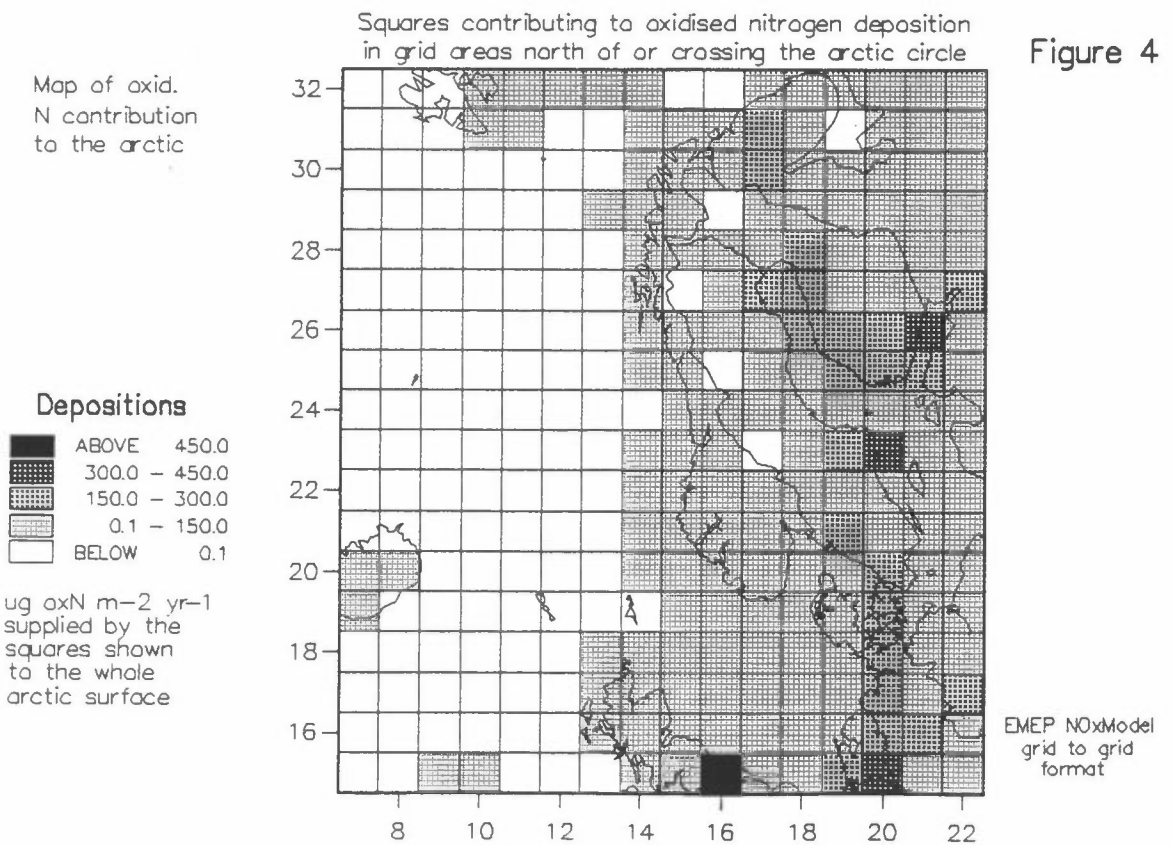 Squares contributing to oxidised nitrogen deposition
in grid areas north of or crossing the arctic circle
Figure 4
Map of oxid.
N contribution
to the arctic
32
30
28
26
24
22
20
18
16
Depositions
ABOVE 450.0
300.0 - 450.0
150.0 - 300.0
0.1 - 150.0
BELOW 0.1
ug oxN m-2 yr-1
supplied by the
squares shown
to the whole
arctic surface
EMEP NOxModel
grid to grid
format
8 10 12 14 16 18 20 22